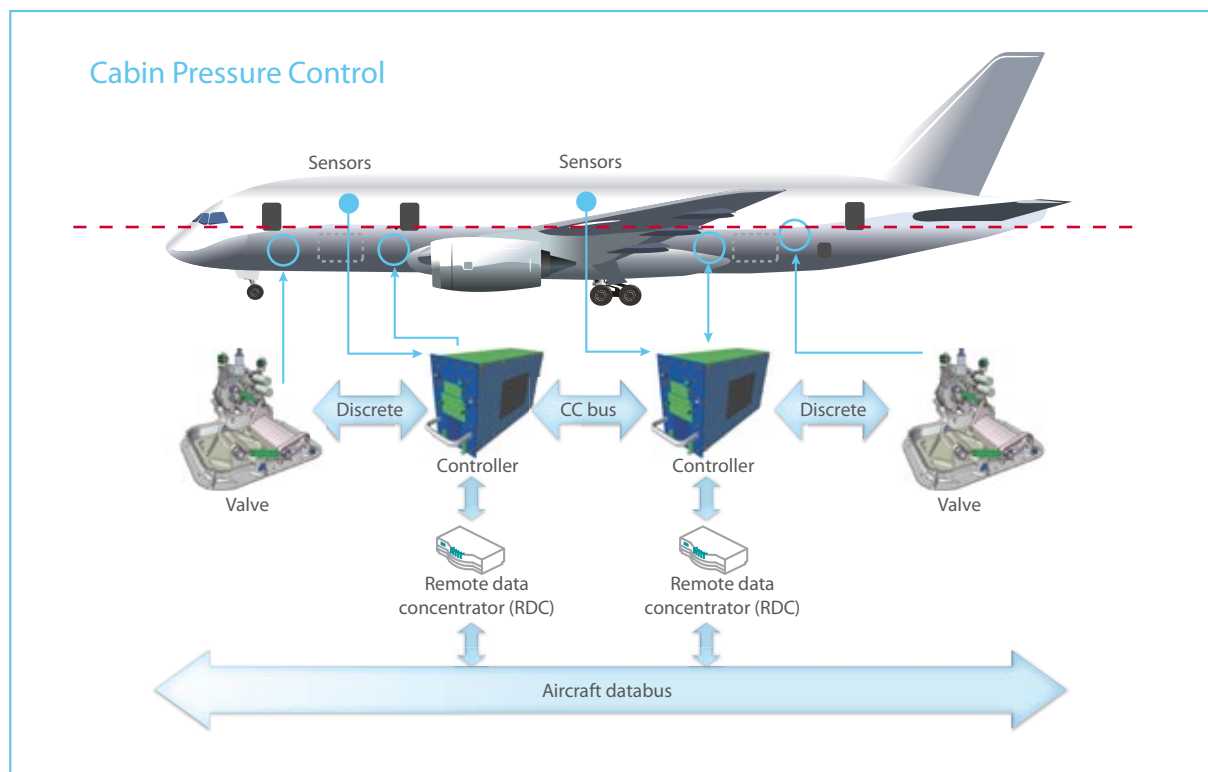 Cabin Pressure Control
Sensors
Sensors
Discrete
CC bus
Discrete
Controller
Controller
Valve
Valve
Remote data
concentrator (RDC)
Remote data
concentrator (RDC)
Aircraft databus